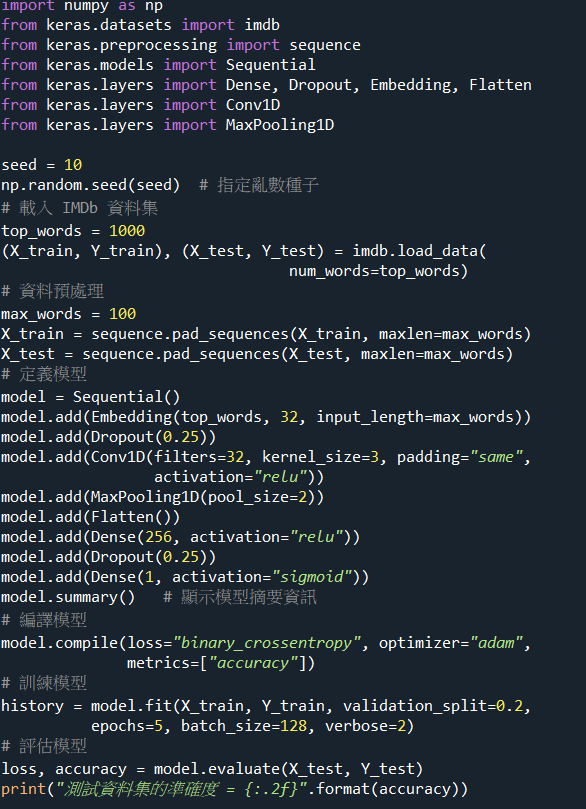 import numpy as np
from keras.datasets import imdb
from keras.preprocessing import sequence
from keras.models import Sequential
from keras.layers import Dense, Dropout, Embedding, Flatten
from keras.layers import Conv1D
from keras.layers import MaxPooling1D

seed = 10
np.random.seed(seed)  # 指定亂數種子
# 載入 IMDb 資料集
top_words = 1000
(X_train, Y_train), (X_test, Y_test) = imdb.load_data(
                                num_words=top_words)
# 資料預處理
max_words = 100
X_train = sequence.pad_sequences(X_train, maxlen=max_words)
X_test = sequence.pad_sequences(X_test, maxlen=max_words)
# 定義模型
model = Sequential()
model.add(Embedding(top_words, 32, input_length=max_words))
model.add(Dropout(0.25))
model.add(Conv1D(filters=32, kernel_size=3, padding="same",
                 activation="relu"))
model.add(MaxPooling1D(pool_size=2))
model.add(Flatten())
model.add(Dense(256, activation="relu"))
model.add(Dropout(0.25))
model.add(Dense(1, activation="sigmoid"))
model.summary()   # 顯示模型摘要資訊
# 編譯模型
model.compile(loss="binary_crossentropy", optimizer="adam",
              metrics=["accuracy"])
# 訓練模型
history = model.fit(X_train, Y_train, validation_split=0.2,
          epochs=5, batch_size=128, verbose=2)
# 評估模型
loss, accuracy = model.evaluate(X_test, Y_test)
print("測試資料集的準確度 = {:.2f}".format(accuracy))